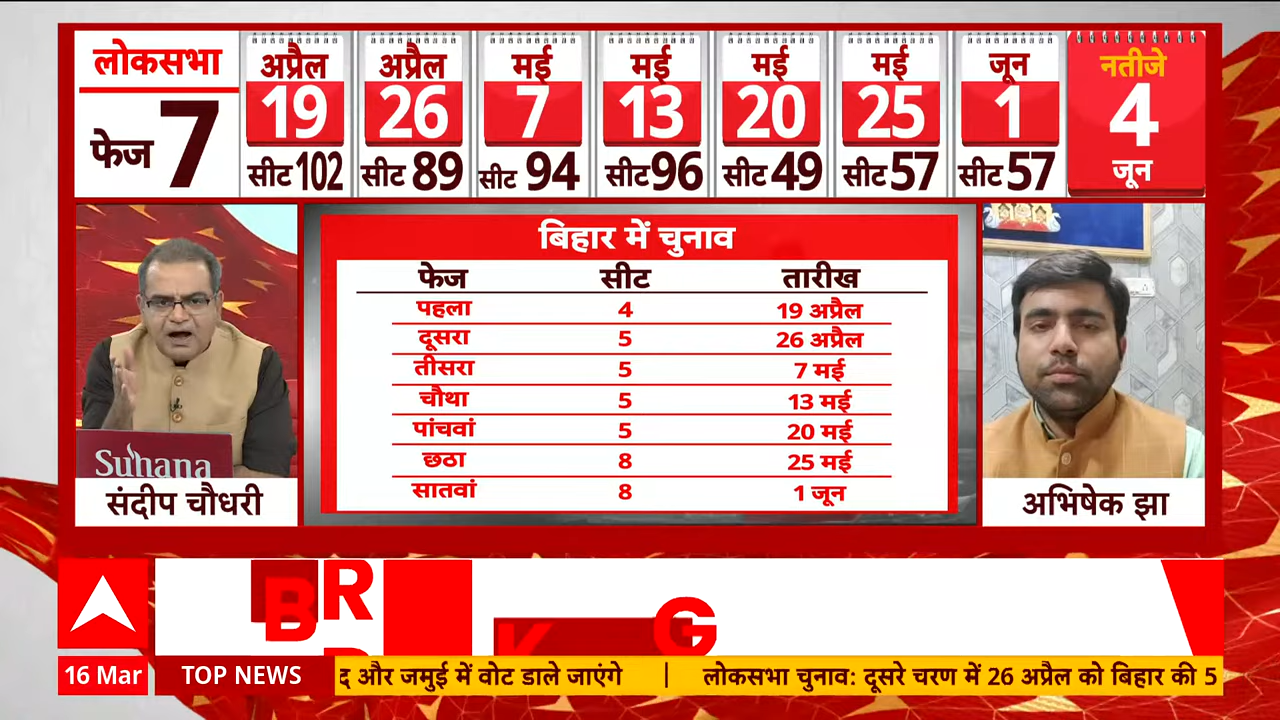 लोकसभा
फेज 7
अप्रैल 19 सीट 102
अप्रैल 26 सीट 89
मई 7 सीट 94
मई 13 सीट 96
मई 20 सीट 49
मई 25 सीट 57
जून 1 सीट 57
नतीजे 4 जून
बिहार में चुनाव
फेज सीट तारीख
पहला 4 19 अप्रैल
दूसरा 5 26 अप्रैल
तीसरा 5 7 मई
चौथा 5 13 मई
पांचवां 5 20 मई
छठा 8 25 मई
सातवां 8 1 जून
Suhana
संदीप चौधरी
अभिषेक झा
16 Mar
TOP NEWS
और जमुई में वोट डाले जाएंगे | लोकसभा चुनाव: दूसरे चरण में 26 अप्रैल को बिहार की 5